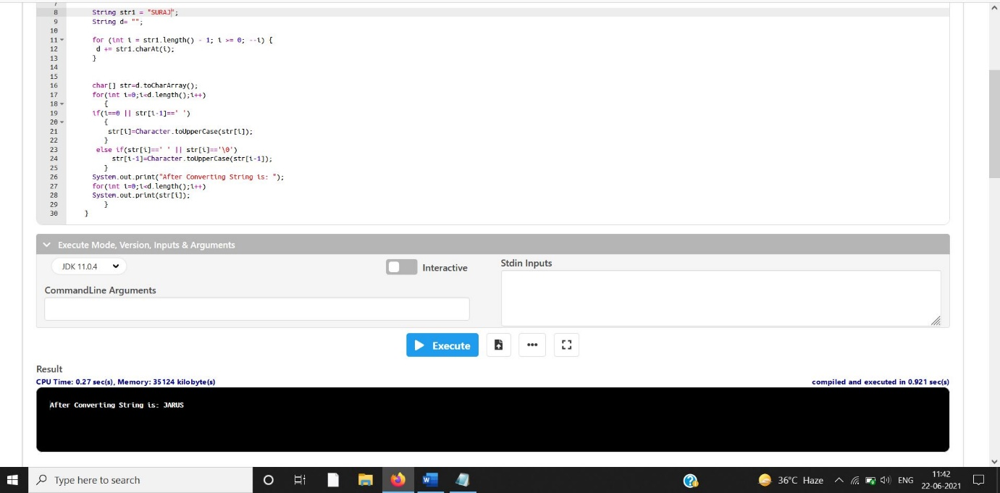 7
8 String str1 = "SURAJ";
9 String d= "";
10
11 for (int i = str1.length() - 1; i >= 0; --i) {
12 d += str1.charAt(i);
13 }
14
15
16 char[] str=d.toCharArray();
17 for(int i=0;i<d.length();i++)
18 {
19 if(i==0 || str[i-1]==' ')
20 {
21 str[i]=Character.toUpperCase(str[i]);
22 }
23 else if(str[i]==' ' || str[i]=='\0')
24 str[i-1]=Character.toUpperCase(str[i-1]);
25 }
26 System.out.print("After Converting String is: ");
27 for(int i=0;i<d.length();i++)
28 System.out.print(str[i]);
29 }
30 }
Execute Mode, Version, Inputs & Arguments
JDK 11.0.4
Interactive
Stdin Inputs
CommandLine Arguments
Execute
Result
CPU Time: 0.27 sec(s), Memory: 35124 kilobyte(s)
compiled and executed in 0.921 sec(s)
After Converting String is: JARUS
Type here to search
W
36°C Haze
ENG
11:42
22-06-2021